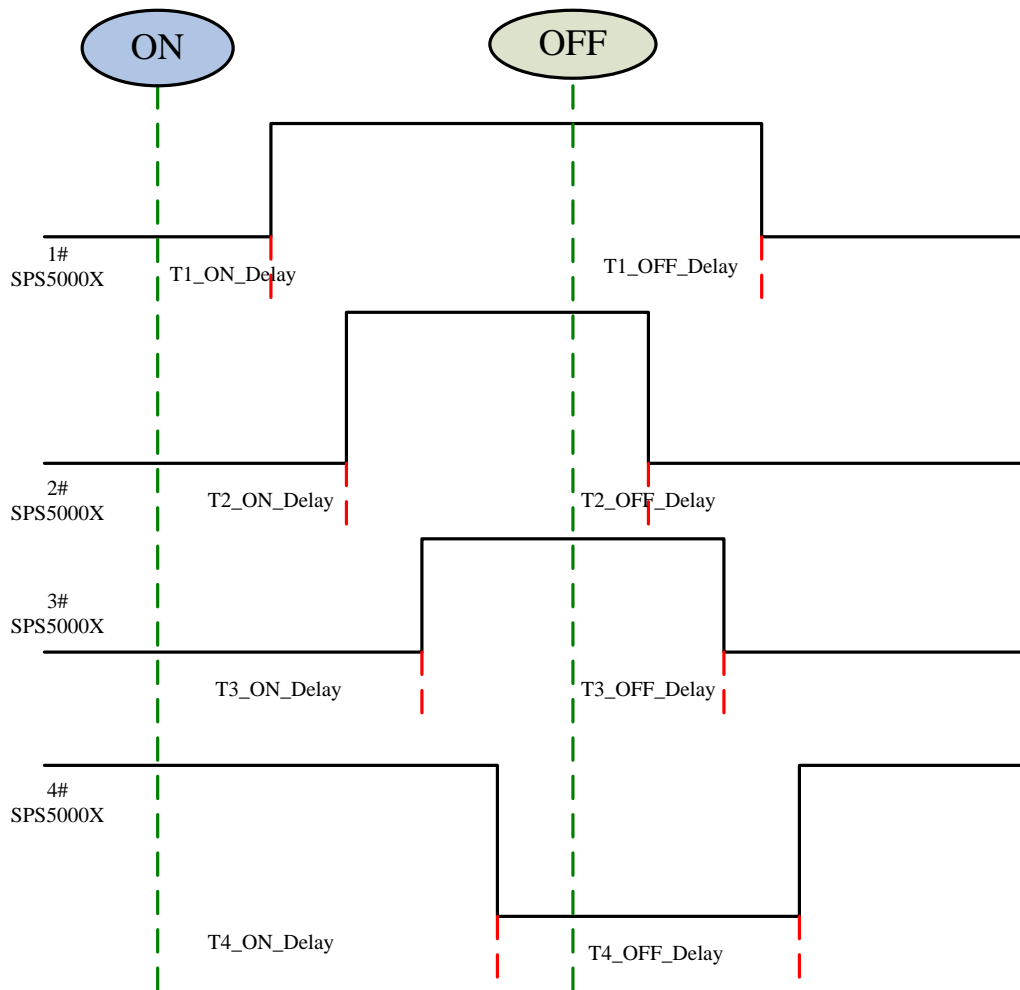 ON
OFF
1#
SPS5000X
T1_ON_Delay
T1_OFF_Delay
2#
SPS5000X
T2_ON_Delay
T2_OFF_Delay
3#
SPS5000X
T3_ON_Delay
T3_OFF_Delay
4#
SPS5000X
T4_ON_Delay
T4_OFF_Delay